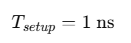 T_setup = 1 ns